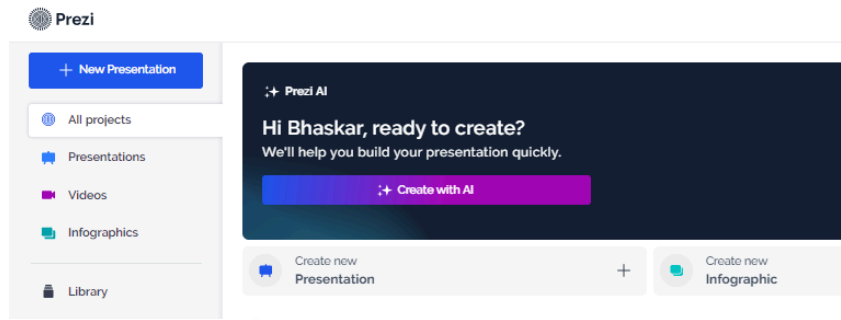 Prezi
+ New Presentation
All projects
Presentations
Videos
Infographics
Library
Prezi AI
Hi Bhaskar, ready to create?
We'll help you build your presentation quickly.
Create with AI
Create new
Presentation
+
Create new
Infographic